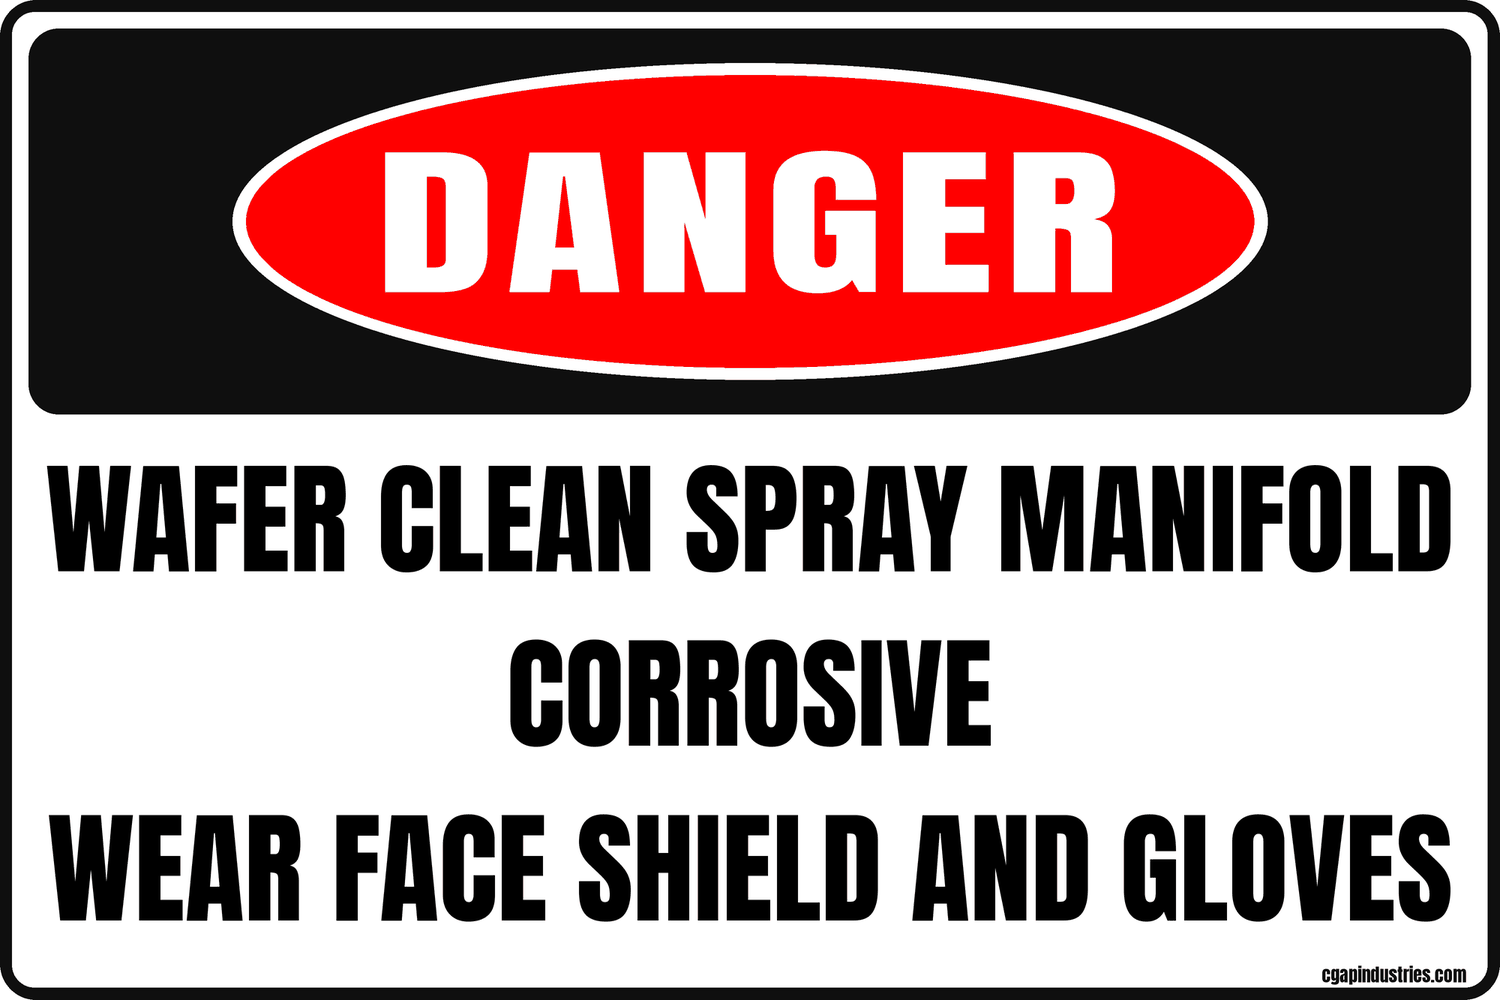 DANGER
WAFER CLEAN SPRAY MANIFOLD
CORROSIVE
WEAR FACE SHIELD AND GLOVES
cgapindustries.com